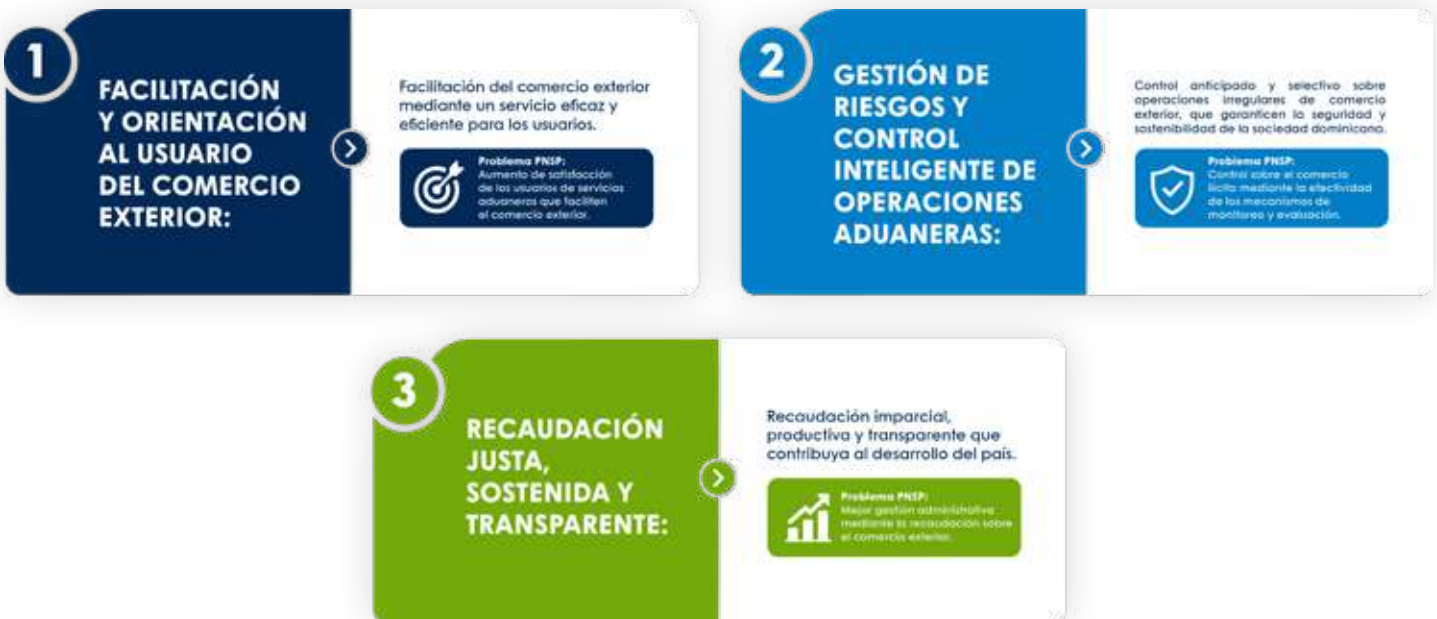 1
FACILITACIÓN
Y ORIENTACIÓN
AL USUARIO
DEL COMERCIO
EXTERIOR:
Facilitación del comercio exterior
mediante un servicio eficaz y
eficiente para los usuarios.
Problema PNSP:
Aumento de satisfacción
de los usuarios de servicios
aduaneros que faciliten
el comercio exterior.
2
GESTIÓN DE
RIESGOS Y
CONTROL
INTELIGENTE DE
OPERACIONES
ADUANERAS:
Control anticipado y selectivo sobre
operaciones irregulares de comercio
exterior, que garanticen la seguridad y
sostenibilidad de la sociedad dominicana.
Problema PNSP:
Control sobre el comercio
lícito mediante la efectividad
de los mecanismos de
monitoreo y evaluación.
3
RECAUDACIÓN
JUSTA,
SOSTENIDA Y
TRANSPARENTE:
Recaudación imparcial,
productiva y transparente que
contribuya al desarrollo del país.
Problema PNSP:
Mejor gestión administrativa
mediante la recaudación sobre
el comercio exterior.